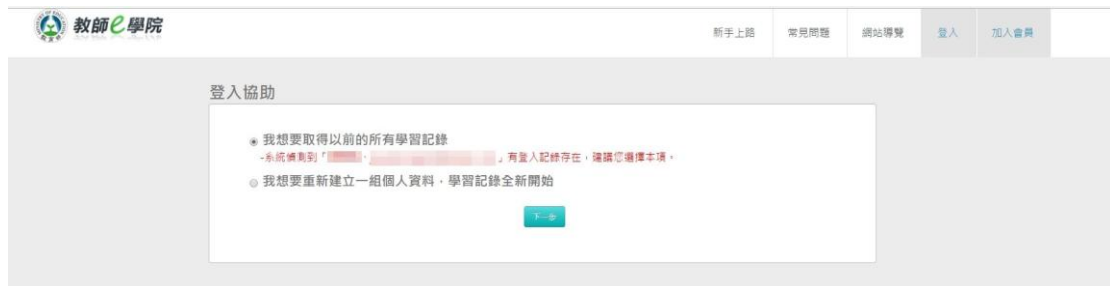 教師e學院
新手上路 常見問題 網站導覽 登入 加入會員
登入協助
我想要取得以前的所有學習記錄
-系統偵測到「 、 」有登入記錄存在，建議您選擇本項。
我想要重新建立一組個人資料，學習記錄全新開始
下一步